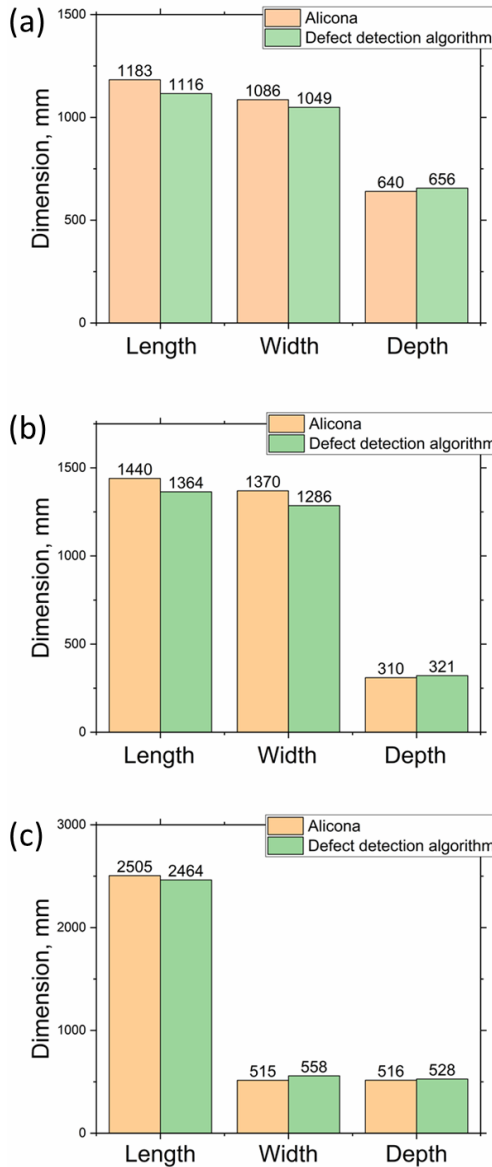 (a)
Alicona
Defect detection algorithm
Dimension, mm
1500
1000
500
0
1183
1116
1086
1049
640
656
Length Width Depth
(b)
Alicona
Defect detection algorithm
Dimension, mm
1500
1000
500
0
1440
1364
1370
1286
310
321
Length Width Depth
(c)
Alicona
Defect detection algorithm
Dimension, mm
3000
2000
1000
0
2505
2464
515
558
516
528
Length Width Depth